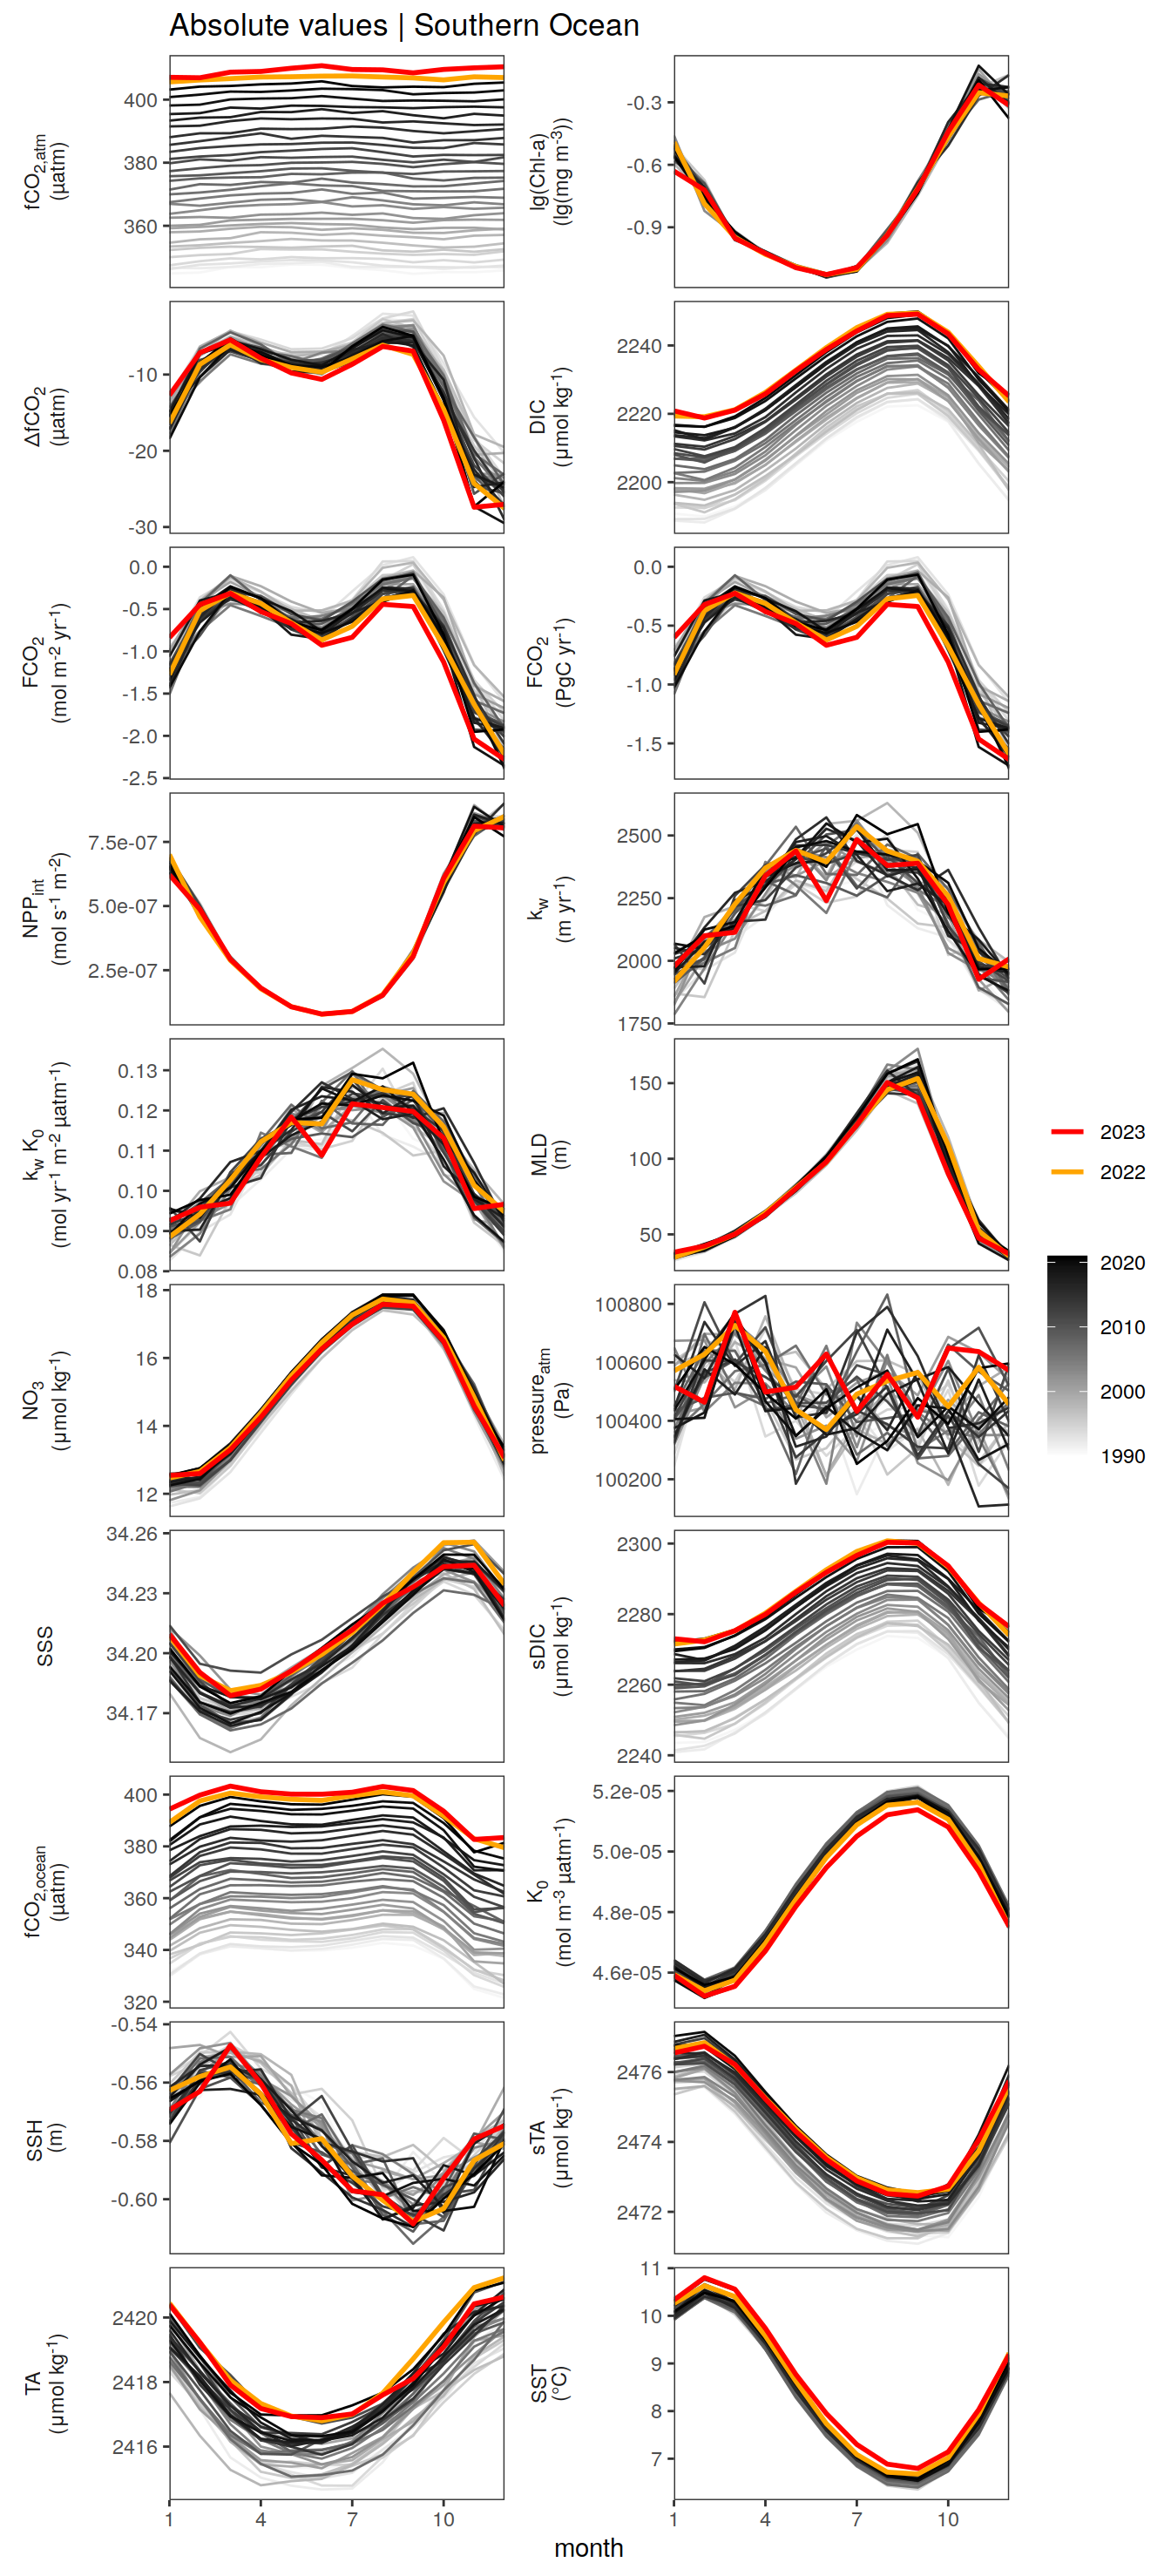 Absolute values | Southern Ocean
fCO2,atm
(µatm)
400
380
360
lg(Chl-a)
(lg(mg m-3))
-0.3
-0.6
-0.9
ΔfCO2
(µatm)
-10
-20
-30
DIC
(µmol kg-1)
2240
2220
2200
FCO2
(mol m-2 yr-1)
0.0
-0.5
-1.0
-1.5
-2.0
-2.5
FCO2
(PgC yr-1)
0.0
-0.5
-1.0
-1.5
NPPint
(mol s-1 m-2)
7.5e-07
5.0e-07
2.5e-07
kw
(m yr-1)
2500
2250
2000
1750
kw K0
(mol yr-1 m-2 µatm-1)
0.13
0.12
0.11
0.10
0.09
0.08
MLD
(m)
150
100
50
NO3
(µmol kg-1)
18
16
14
12
pressureatm
(Pa)
100800
100600
100400
100200
SSS
34.26
34.23
34.20
34.17
sDIC
(µmol kg-1)
2300
2280
2260
2240
fCO2,ocean
(µatm)
400
380
360
340
320
K0
(mol m-3 µatm-1)
5.2e-05
5.0e-05
4.8e-05
4.6e-05
SSH
(m)
-0.54
-0.56
-0.58
-0.60
sTA
(µmol kg-1)
2476
2474
2472
TA
(µmol kg-1)
2420
2418
2416
SST
(°C)
11
10
9
8
7
1 4 7 10
1 4 7 10
month
2023
2022
2020
2010
2000
1990